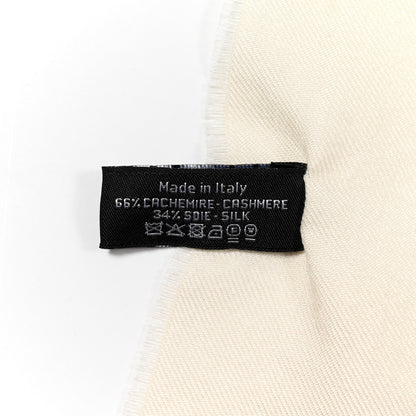 Made in Italy
66% CACHEMIRE - CASHMERE
34% SOIE - SILK